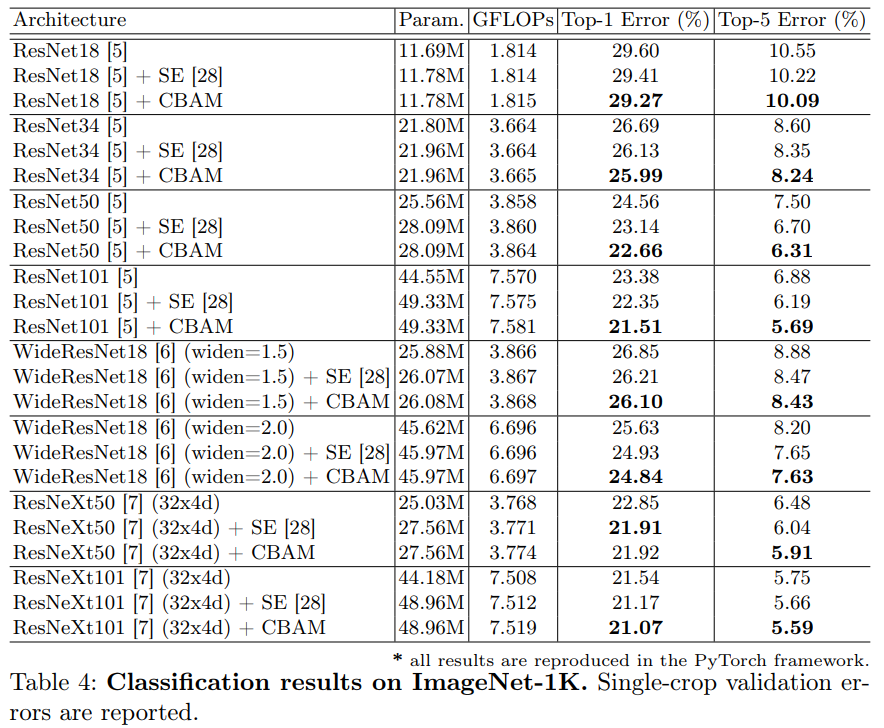 Architecture Param. GFLOPs Top-1 Error (%) Top-5 Error (%)
ResNet18 [5] 11.69M 1.814 29.60 10.55
ResNet18 [5] + SE [28] 11.78M 1.814 29.41 10.22
ResNet18 [5] + CBAM 11.78M 1.815 29.27 10.09
ResNet34 [5] 21.80M 3.664 26.69 8.60
ResNet34 [5] + SE [28] 21.96M 3.664 26.13 8.35
ResNet34 [5] + CBAM 21.96M 3.665 25.99 8.24
ResNet50 [5] 25.56M 3.858 24.56 7.50
ResNet50 [5] + SE [28] 28.09M 3.860 23.14 6.70
ResNet50 [5] + CBAM 28.09M 3.864 22.66 6.31
ResNet101 [5] 44.55M 7.570 23.38 6.88
ResNet101 [5] + SE [28] 49.33M 7.575 22.35 6.19
ResNet101 [5] + CBAM 49.33M 7.581 21.51 5.69
WideResNet18 [6] (widen=1.5) 25.88M 3.866 26.85 8.88
WideResNet18 [6] (widen=1.5) + SE [28] 26.07M 3.867 26.21 8.47
WideResNet18 [6] (widen=1.5) + CBAM 26.08M 3.868 26.10 8.43
WideResNet18 [6] (widen=2.0) 45.62M 6.696 25.63 8.20
WideResNet18 [6] (widen=2.0) + SE [28] 45.97M 6.696 24.93 7.65
WideResNet18 [6] (widen=2.0) + CBAM 45.97M 6.697 24.84 7.63
ResNeXt50 [7] (32x4d) 25.03M 3.768 22.85 6.48
ResNeXt50 [7] (32x4d) + SE [28] 27.56M 3.771 21.91 6.04
ResNeXt50 [7] (32x4d) + CBAM 27.56M 3.774 21.92 5.91
ResNeXt101 [7] (32x4d) 44.18M 7.508 21.54 5.75
ResNeXt101 [7] (32x4d) + SE [28] 48.96M 7.512 21.17 5.66
ResNeXt101 [7] (32x4d) + CBAM 48.96M 7.519 21.07 5.59
* all results are reproduced in the PyTorch framework.
Table 4: Classification results on ImageNet-1K. Single-crop validation er-
rors are reported.